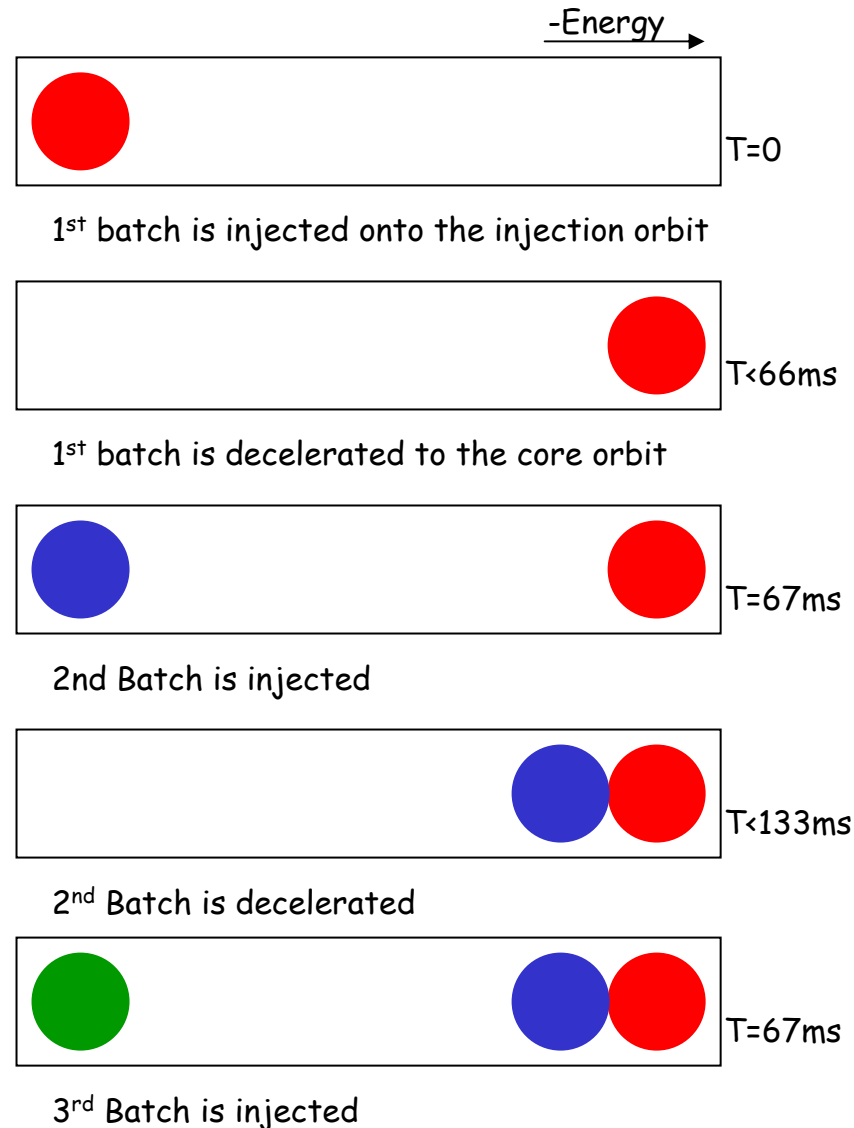 -Energy
T=0
1st batch is injected onto the injection orbit
T<66ms
1st batch is decelerated to the core orbit
T=67ms
2nd Batch is injected
T<133ms
2nd Batch is decelerated
T=67ms
3rd Batch is injected